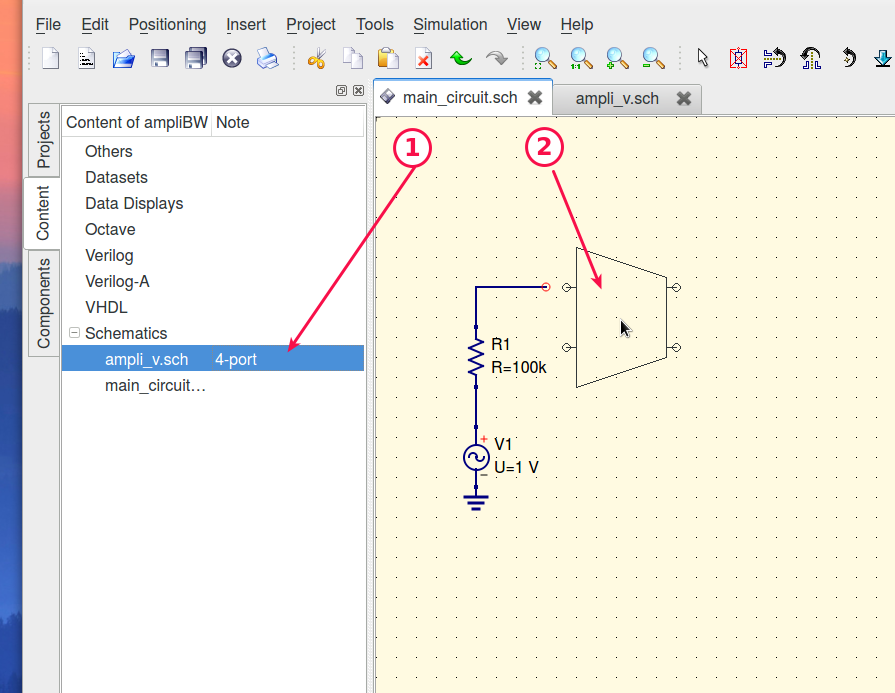 File Edit Positioning Insert Project Tools Simulation View Help
1:1
main_circuit.sch ampli_v.sch
Projects
Content
Components
Content of ampliBW Note
Others
Datasets
Data Displays
Octave
Verilog
Verilog-A
VHDL
Schematics
ampli_v.sch 4-port
main_circuit…
1
2
R1
R=100k
+
V1
U=1 V
−